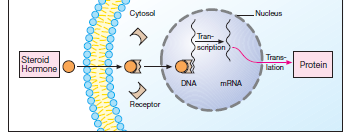 Cytosol
Nucleus
Tran-
scription
Steroid
Hormone
Trans-
lation
Protein
DNA
mRNA
Receptor